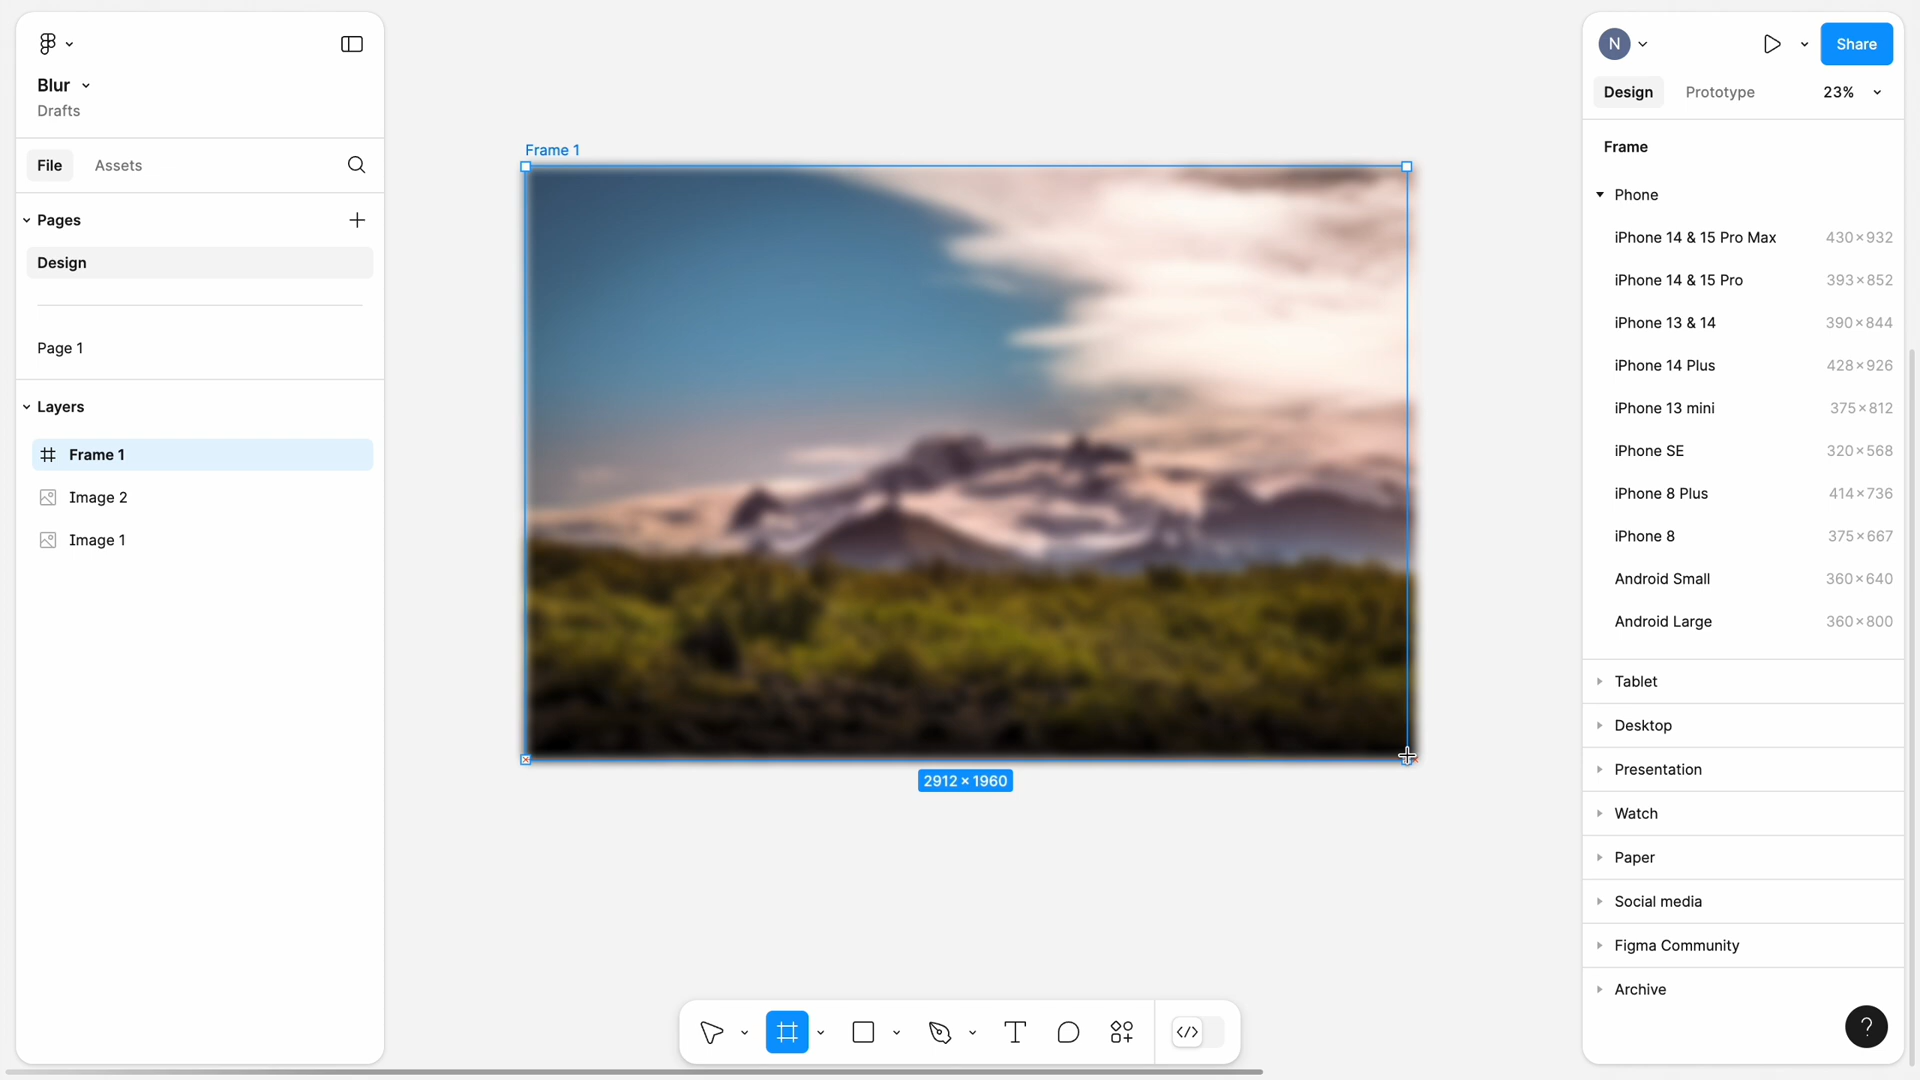 Blur
Drafts
File Assets
Pages
Design
Page 1
Layers
Frame 1
Image 2
Image 1
Frame 1
2912 × 1960
N
Share
Design Prototype 23%
Frame
Phone
iPhone 14 & 15 Pro Max 430×932
iPhone 14 & 15 Pro 393×852
iPhone 13 & 14 390×844
iPhone 14 Plus 428×926
iPhone 13 mini 375×812
iPhone SE 320×568
iPhone 8 Plus 414×736
iPhone 8 375×667
Android Small 360×640
Android Large 360×800
Tablet
Desktop
Presentation
Watch
Paper
Social media
Figma Community
Archive
?